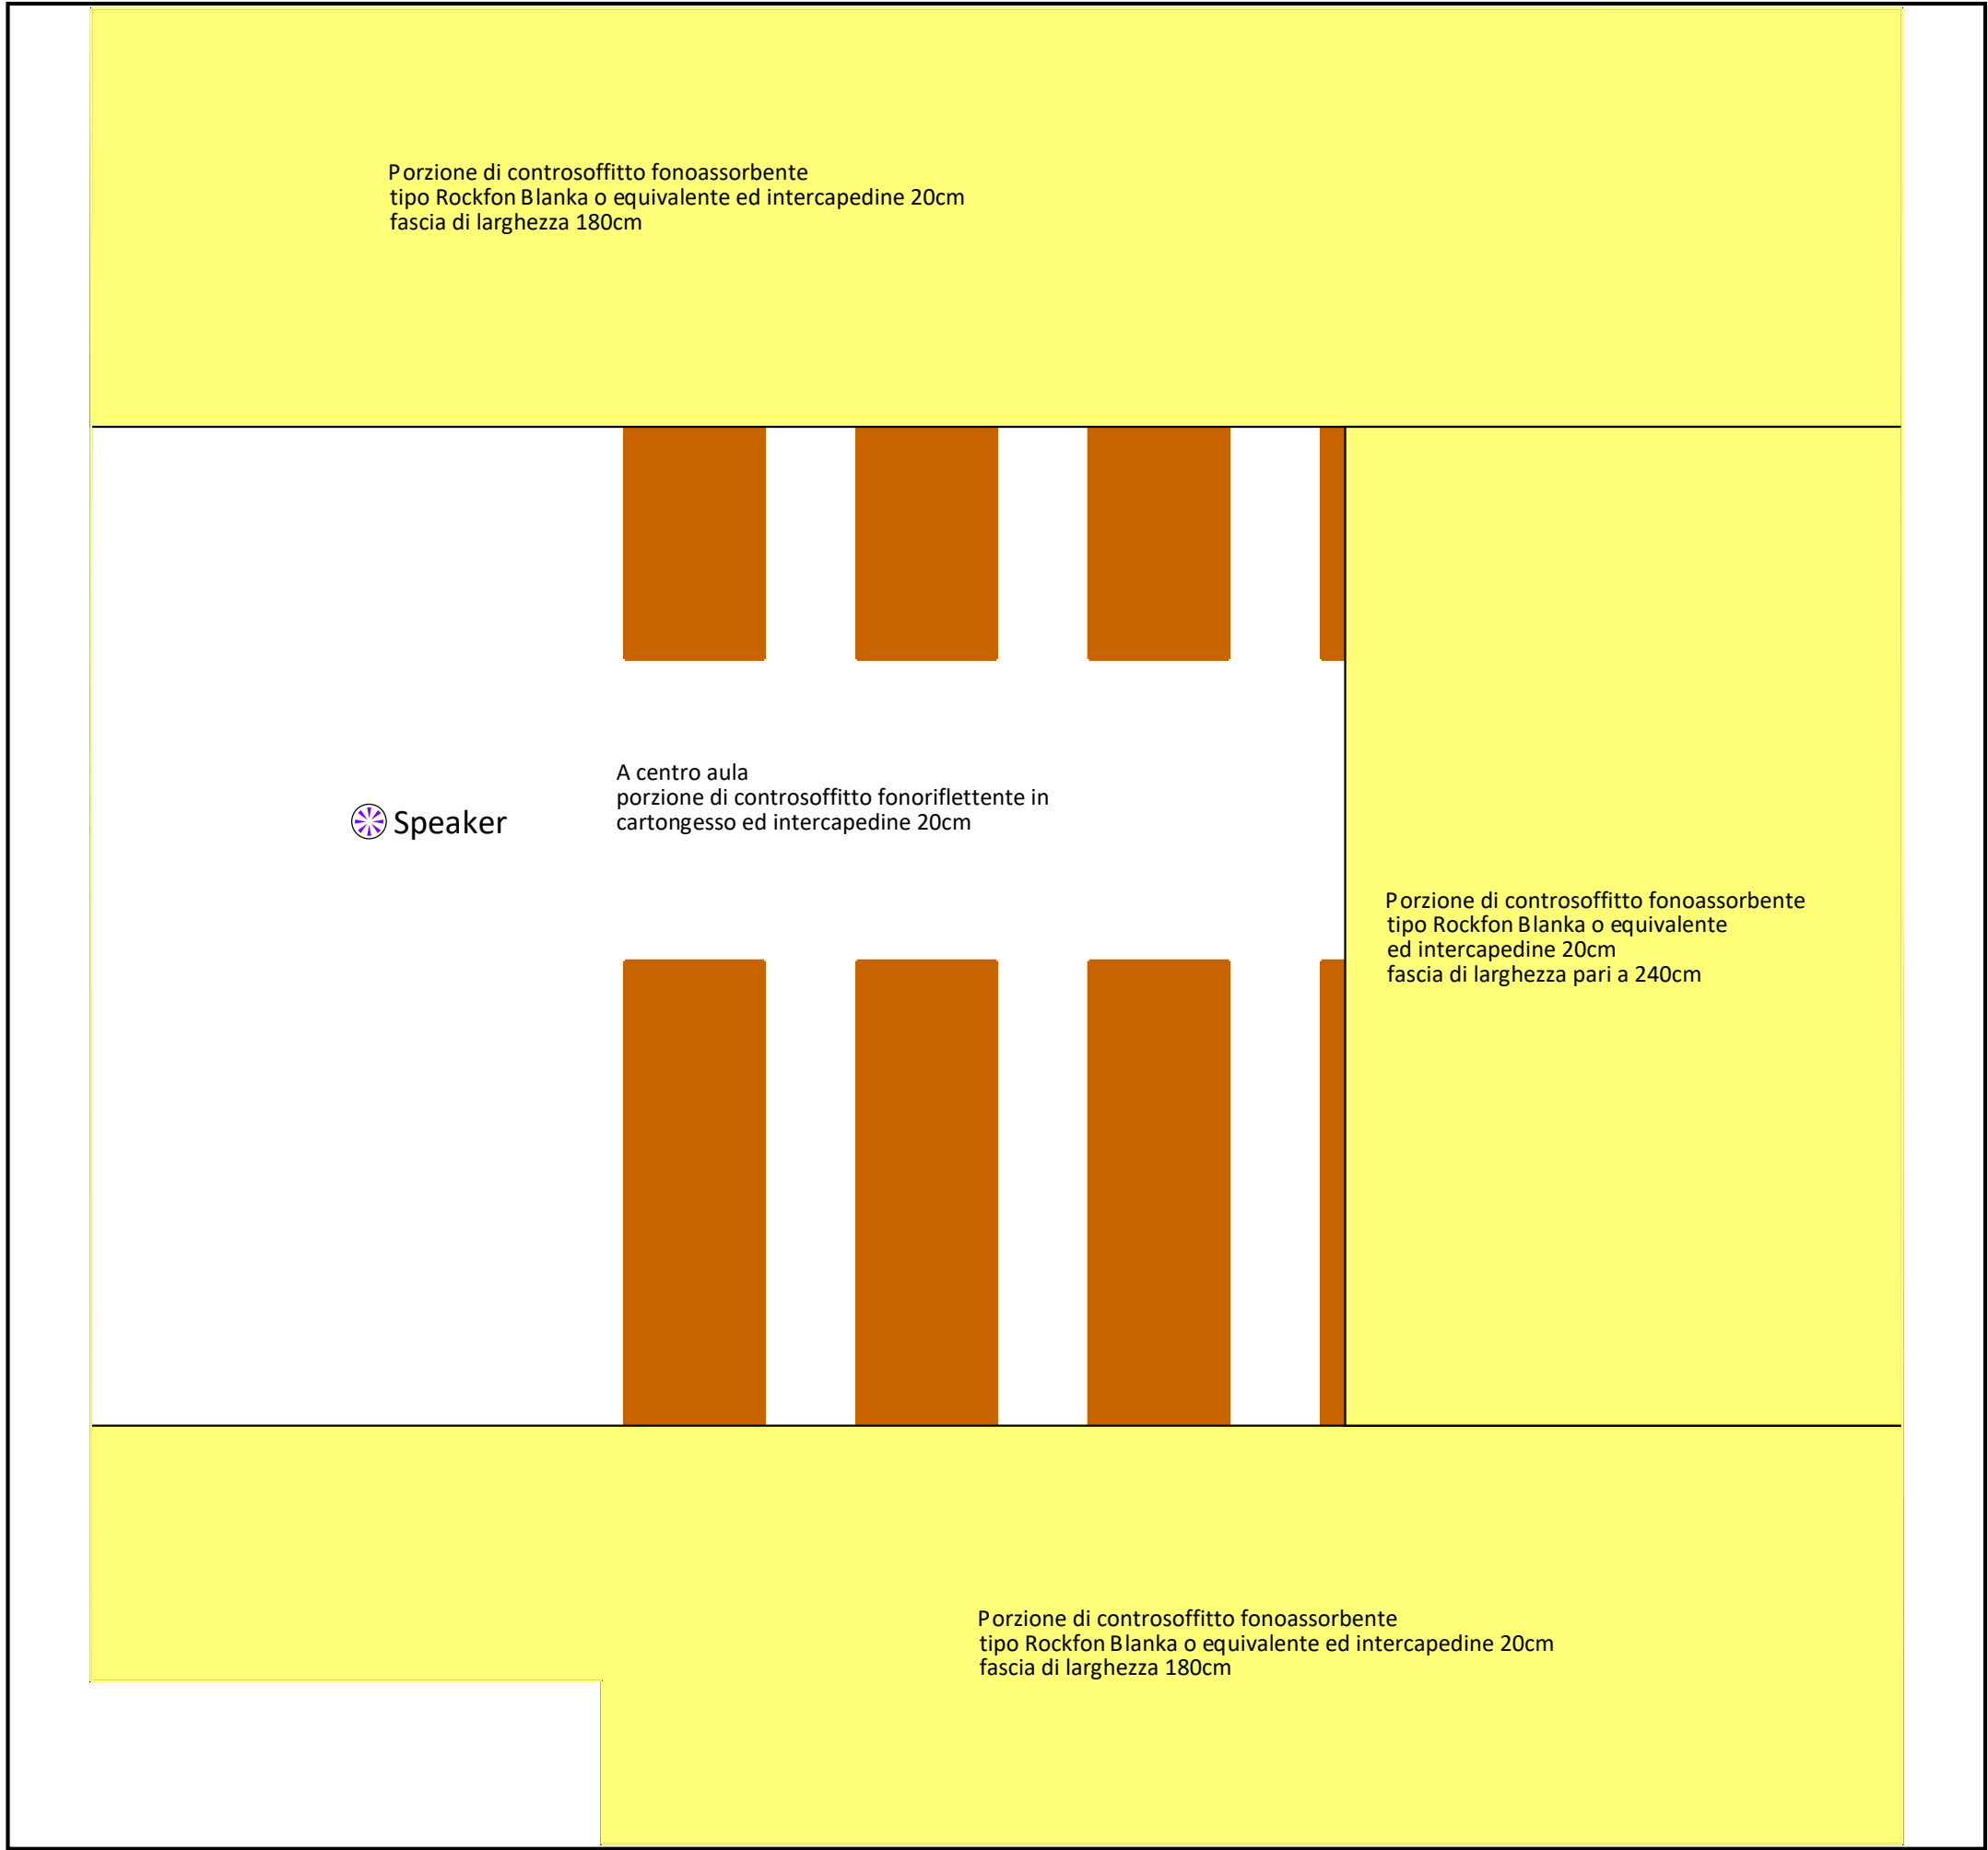 Porzione di controsoffitto fonoassorbente
tipo Rockfon Blanka o equivalente ed intercapedine 20cm
fascia di larghezza 180cm
A centro aula
porzione di controsoffitto fonoriflettente in
cartongesso ed intercapedine 20cm
Speaker
Porzione di controsoffitto fonoassorbente
tipo Rockfon Blanka o equivalente
ed intercapedine 20cm
fascia di larghezza pari a 240cm
Porzione di controsoffitto fonoassorbente
tipo Rockfon Blanka o equivalente ed intercapedine 20cm
fascia di larghezza 180cm